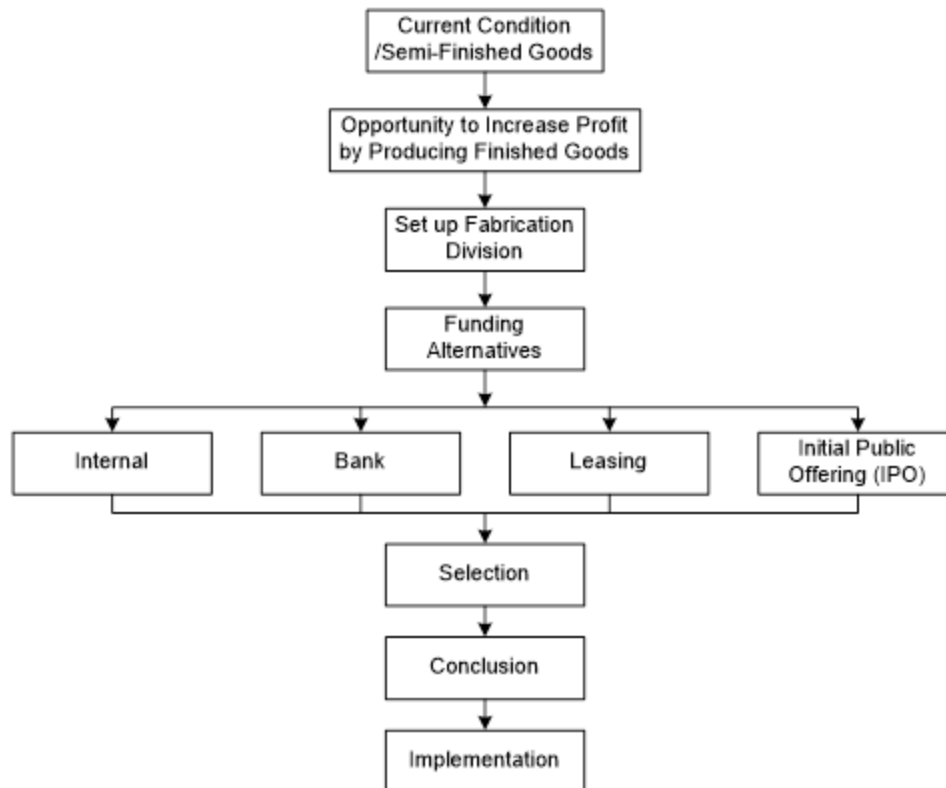 Current Condition
/Semi-Finished Goods
Opportunity to Increase Profit
by Producing Finished Goods
Set up Fabrication
Division
Funding
Alternatives
Internal
Bank
Leasing
Initial Public
Offering (IPO)
Selection
Conclusion
Implementation